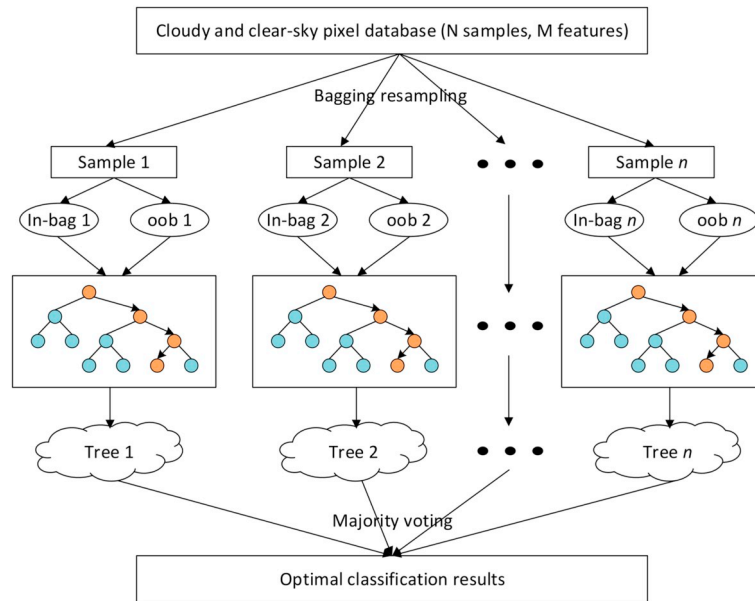 Cloudy and clear-sky pixel database (N samples, M features)
Bagging resampling
Sample 1
Sample 2
Sample n
In-bag 1
oob 1
In-bag 2
oob 2
In-bag n
oob n
Tree 1
Tree 2
Tree n
Majority voting
Optimal classification results